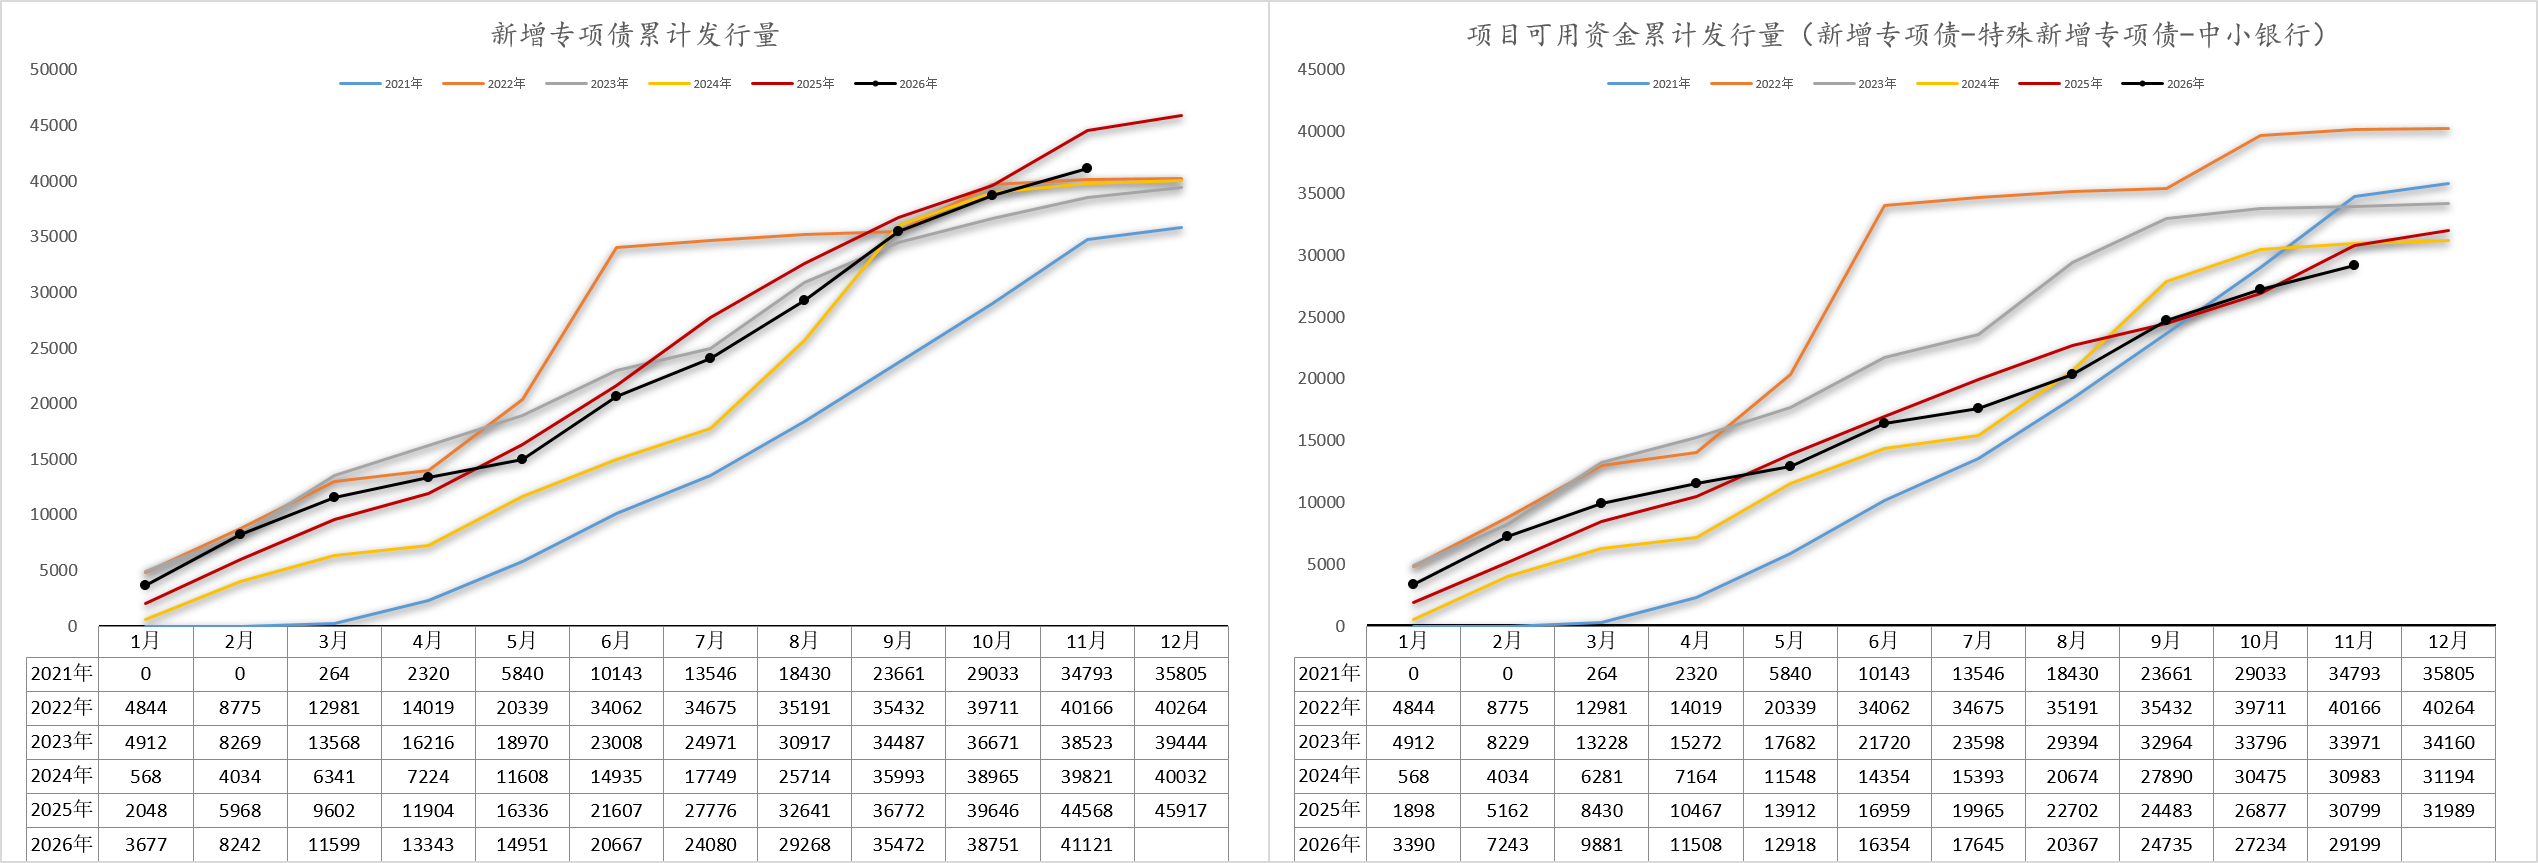 新增专项债累计发行量
50000
2021年 2022年 2023年 2024年 2025年 2026年
45000
40000
35000
30000
25000
20000
15000
10000
5000
0
1月 2月 3月 4月 5月 6月 7月 8月 9月 10月 11月 12月
2021年 0 0 264 2320 5840 10143 13546 18430 23661 29033 34793 35805
2022年 4844 8775 12981 14019 20339 34062 34675 35191 35432 39711 40166 40264
2023年 4912 8269 13568 16216 18970 23008 24971 30917 34487 36671 38523 39444
2024年 568 4034 6341 7224 11608 14935 17749 25714 35993 38965 39821 40032
2025年 2048 5968 9602 11904 16336 21607 27776 32641 36772 39646 44568 45917
2026年 3677 8242 11599 13343 14951 20667 24080 29268 35472 38751 41121
项目可用资金累计发行量（新增专项债-特殊新增专项债-中小银行）
45000
2021年 2022年 2023年 2024年 2025年 2026年
40000
35000
30000
25000
20000
15000
10000
5000
0
1月 2月 3月 4月 5月 6月 7月 8月 9月 10月 11月 12月
2021年 0 0 264 2320 5840 10143 13546 18430 23661 29033 34793 35805
2022年 4844 8775 12981 14019 20339 34062 34675 35191 35432 39711 40166 40264
2023年 4912 8229 13228 15272 17682 21720 23598 29394 32964 33796 33971 34160
2024年 568 4034 6281 7164 11548 14354 15393 20674 27890 30475 30983 31194
2025年 1898 5162 8430 10467 13912 16959 19965 22702 24483 26877 30799 31989
2026年 3390 7243 9881 11508 12918 16354 17645 20367 24735 27234 29199